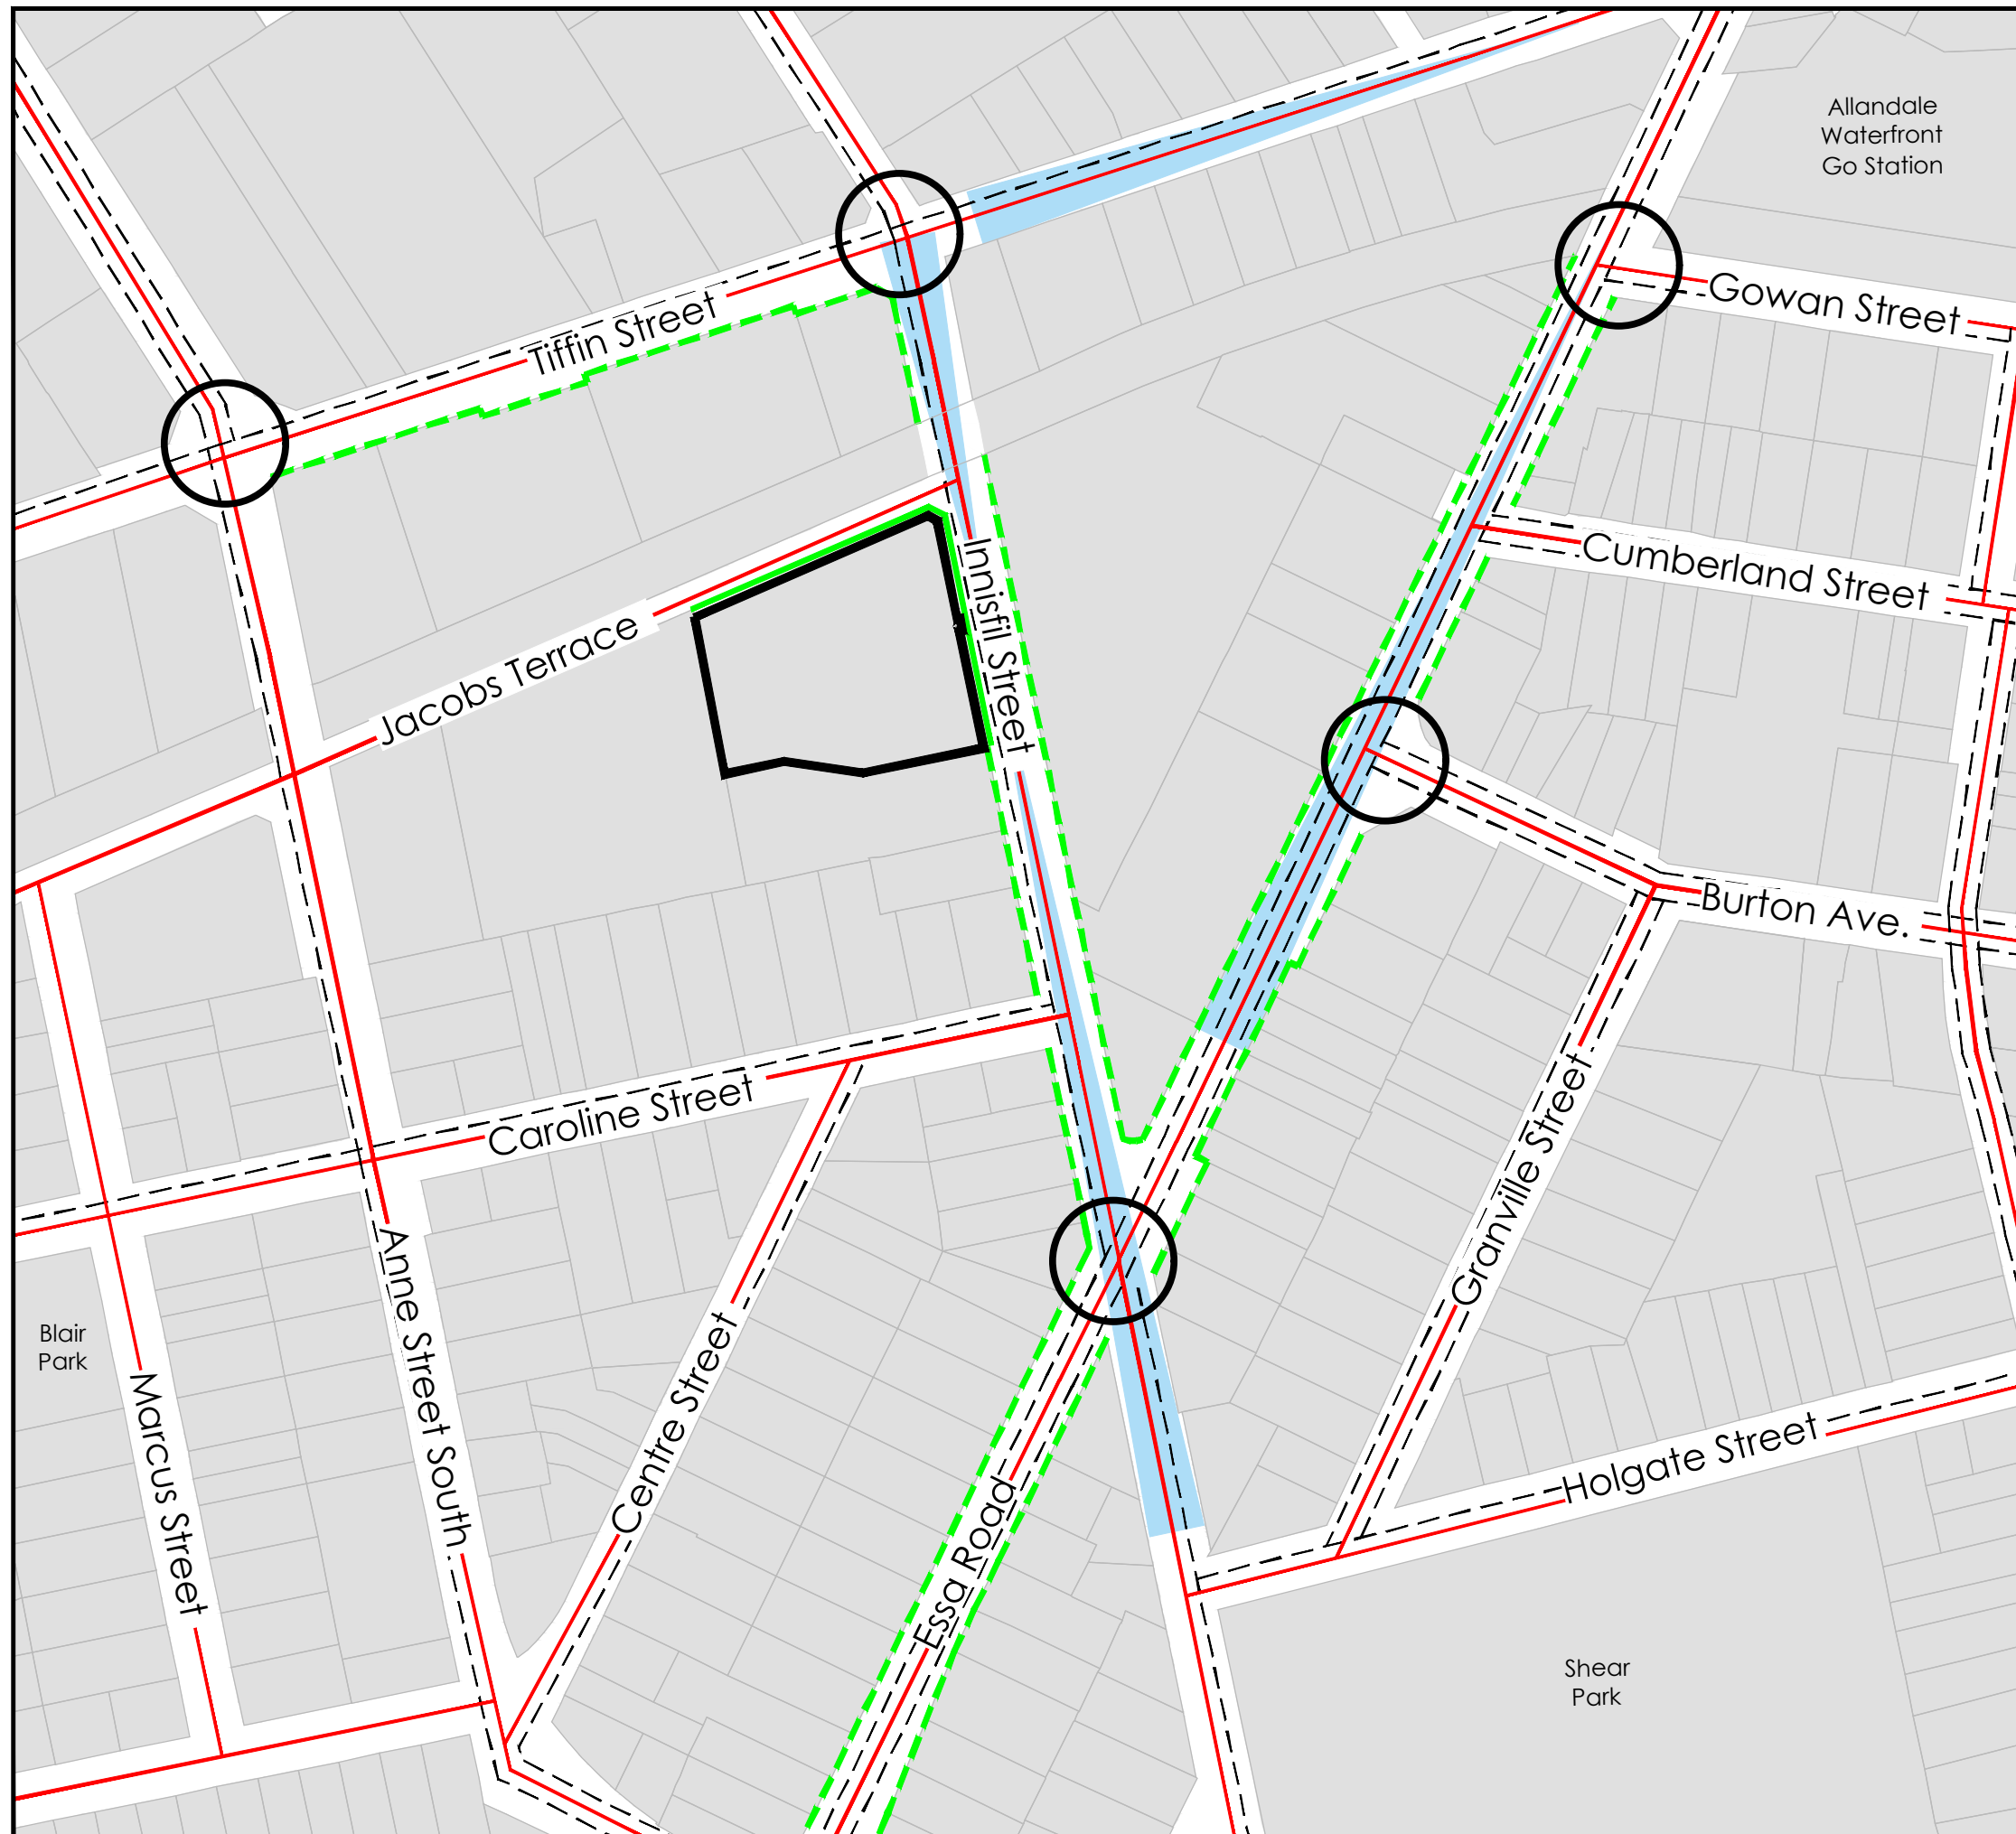 Allandale
Waterfront
Go Station
Gowan Street
Tiffin Street
Cumberland Street
Innisfil Street
Jacobs Terrace
Burton Ave.
Caroline Street
Granville Street
Anne Street South
Blair
Park
Centre Street
Marcus Street
Holgate Street
Essa Road
Shear
Park